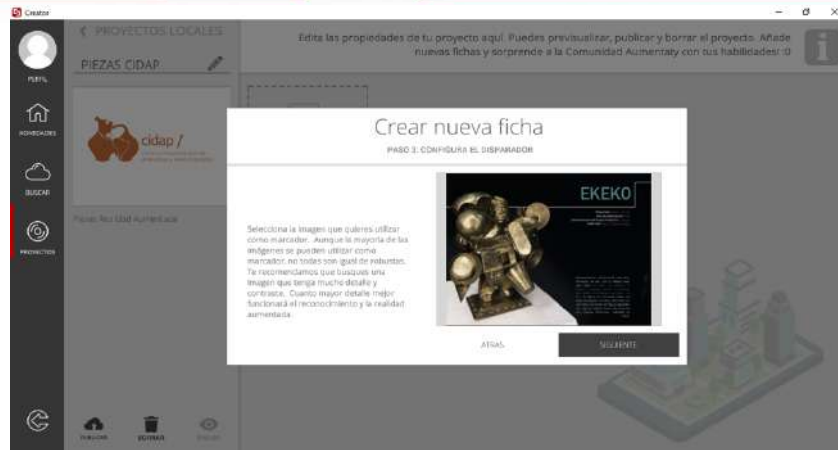 Creator
PROYECTOS LOCALES
Edita las propiedades de tu proyecto aquí. Puedes previsualizar, publicar y borrar el proyecto. Añade
nuevas fichas y sorprende a la Comunidad Aumentaty con tus habilidades! :0
PIEZAS CIDAP
PERFIL
NOVEDADES
BUSCAR
PROYECTOS
cidap /
Crear nueva ficha
PASO 3: CONFIGURA EL DISPARADOR
Selecciona la imagen que quieres utilizar
como marcador. Aunque la mayoría de las
imágenes se pueden utilizar como
marcador, no todas son igual de robustas.
Te recomendamos que busques una
imagen que tenga mucho detalle y
contraste. Cuanto mayor detalle mejor
funcionará el reconocimiento y la realidad
aumentada.
EKEKO
ATRAS
SIGUIENTE
PUBLICAR
BORRAR